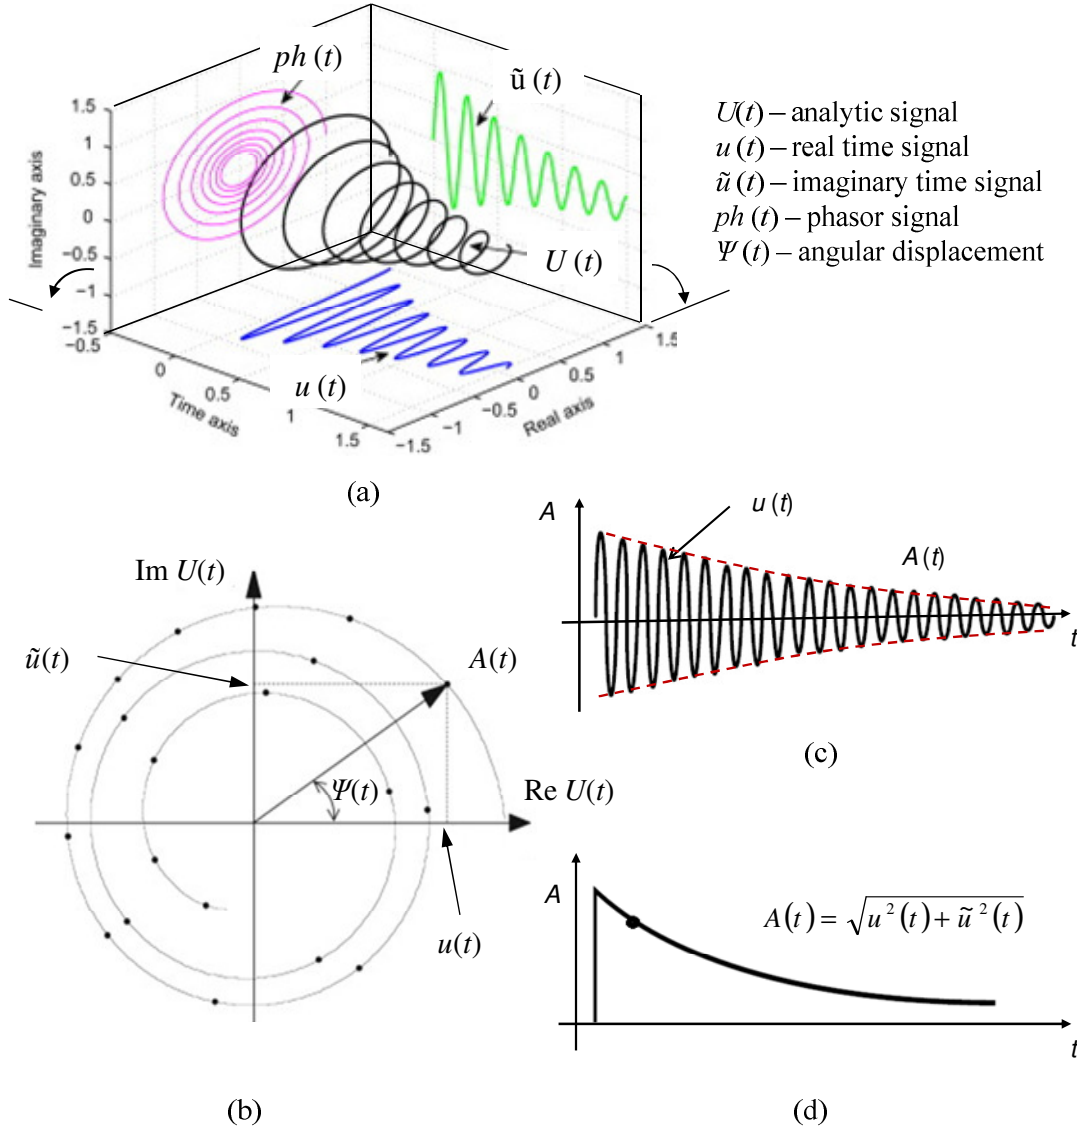 ph (t)
ũ (t)
U(t) – analytic signal
u (t) – real time signal
ũ (t) – imaginary time signal
ph (t) – phasor signal
Ψ (t) – angular displacement
1.5
1
0.5
0
−0.5
−1
−1.5
Imaginary axis
U (t)
u (t)
−0.5
0
0.5
1
1.5
Time axis
−1.5
−1
−0.5
0
0.5
1
1.5
Real axis
(a)
A
u (t)
A(t)
t
(c)
Im U(t)
ũ(t)
A(t)
Ψ(t)
Re U(t)
u(t)
(b)
A
A(t) = √u ² (t) + ũ ² (t)
t
(d)